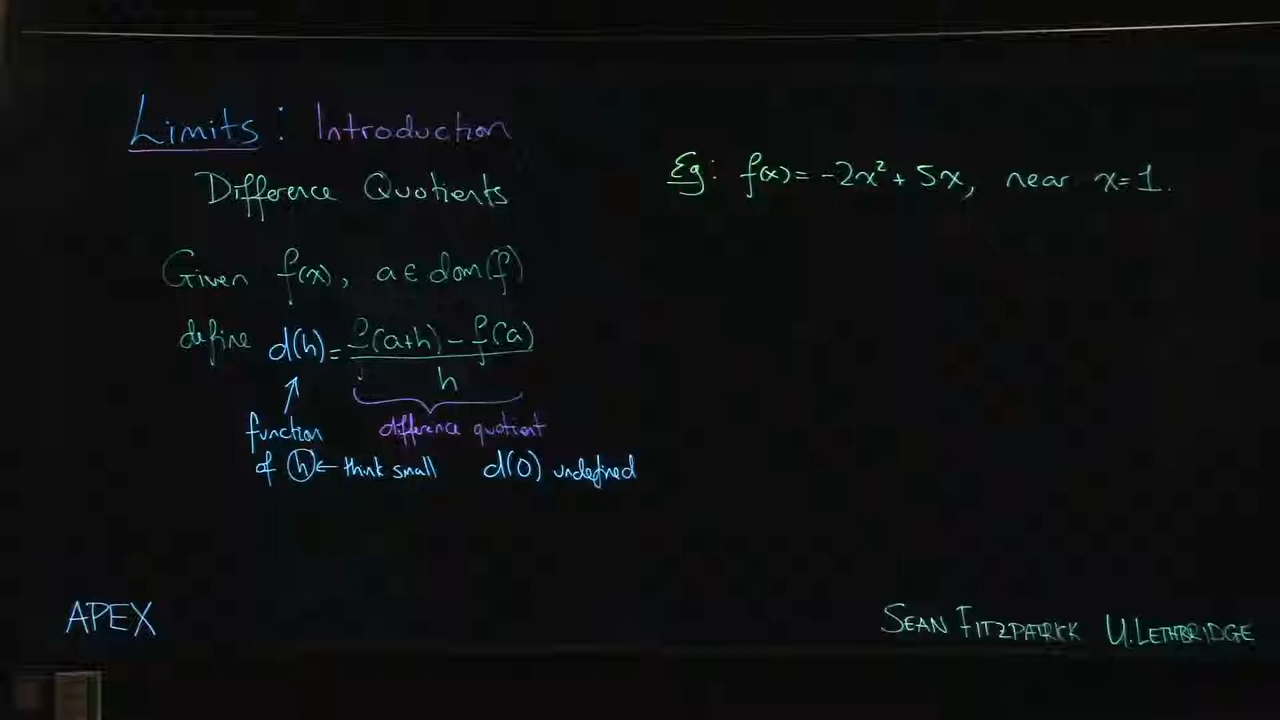 Limits: Introduction
Difference Quotients
Given f(x), a ∈ dom(f)
define d(h) = f(a+h) - f(a)
h
difference quotient
function
of h ← think small
d(0) undefined
Eg: f(x) = -2x² + 5x, near x=1.
APEX
SEAN FITZPATRICK U.LETHBRIDGE